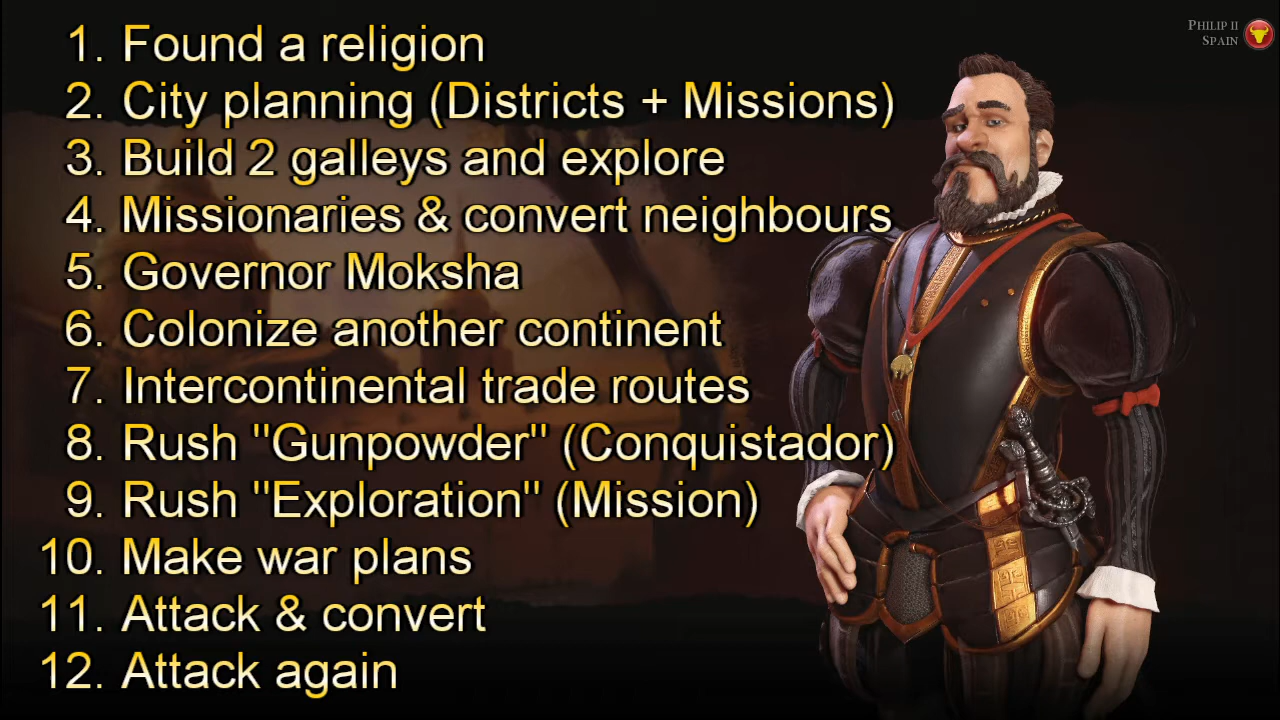 PHILIP II
SPAIN
1. Found a religion
2. City planning (Districts + Missions)
3. Build 2 galleys and explore
4. Missionaries & convert neighbours
5. Governor Moksha
6. Colonize another continent
7. Intercontinental trade routes
8. Rush "Gunpowder" (Conquistador)
9. Rush "Exploration" (Mission)
10. Make war plans
11. Attack & convert
12. Attack again